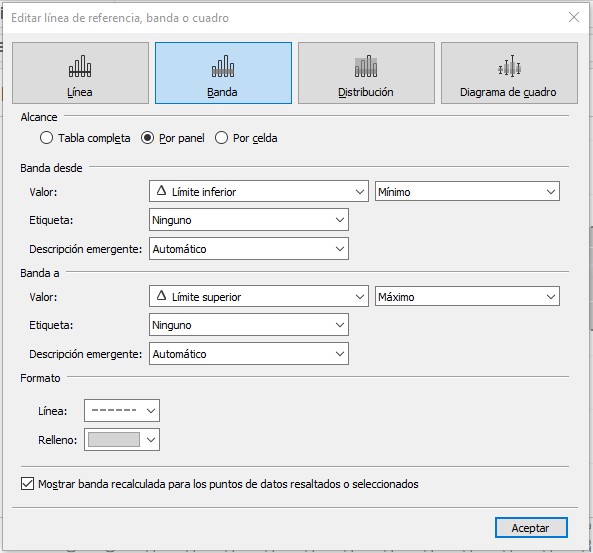 Editar línea de referencia, banda o cuadro
Línea Banda Distribución Diagrama de cuadro
Alcance
Tabla completa Por panel Por celda
Banda desde
Valor: Δ Límite inferior Mínimo
Etiqueta: Ninguno
Descripción emergente: Automático
Banda a
Valor: Δ Límite superior Máximo
Etiqueta: Ninguno
Descripción emergente: Automático
Formato
Línea:
Relleno:
Mostrar banda recalculada para los puntos de datos resaltados o seleccionados
Aceptar